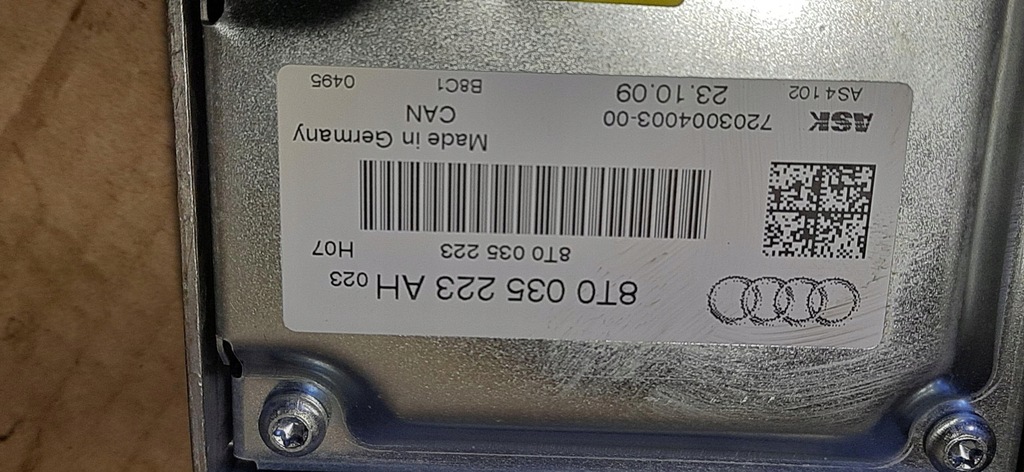 8T0 035 223 AH 023
8T0 035 223 H07
Made in Germany
ASK 7203004003-00 CAN
AS4 102 23.10.09 B8C1 0495